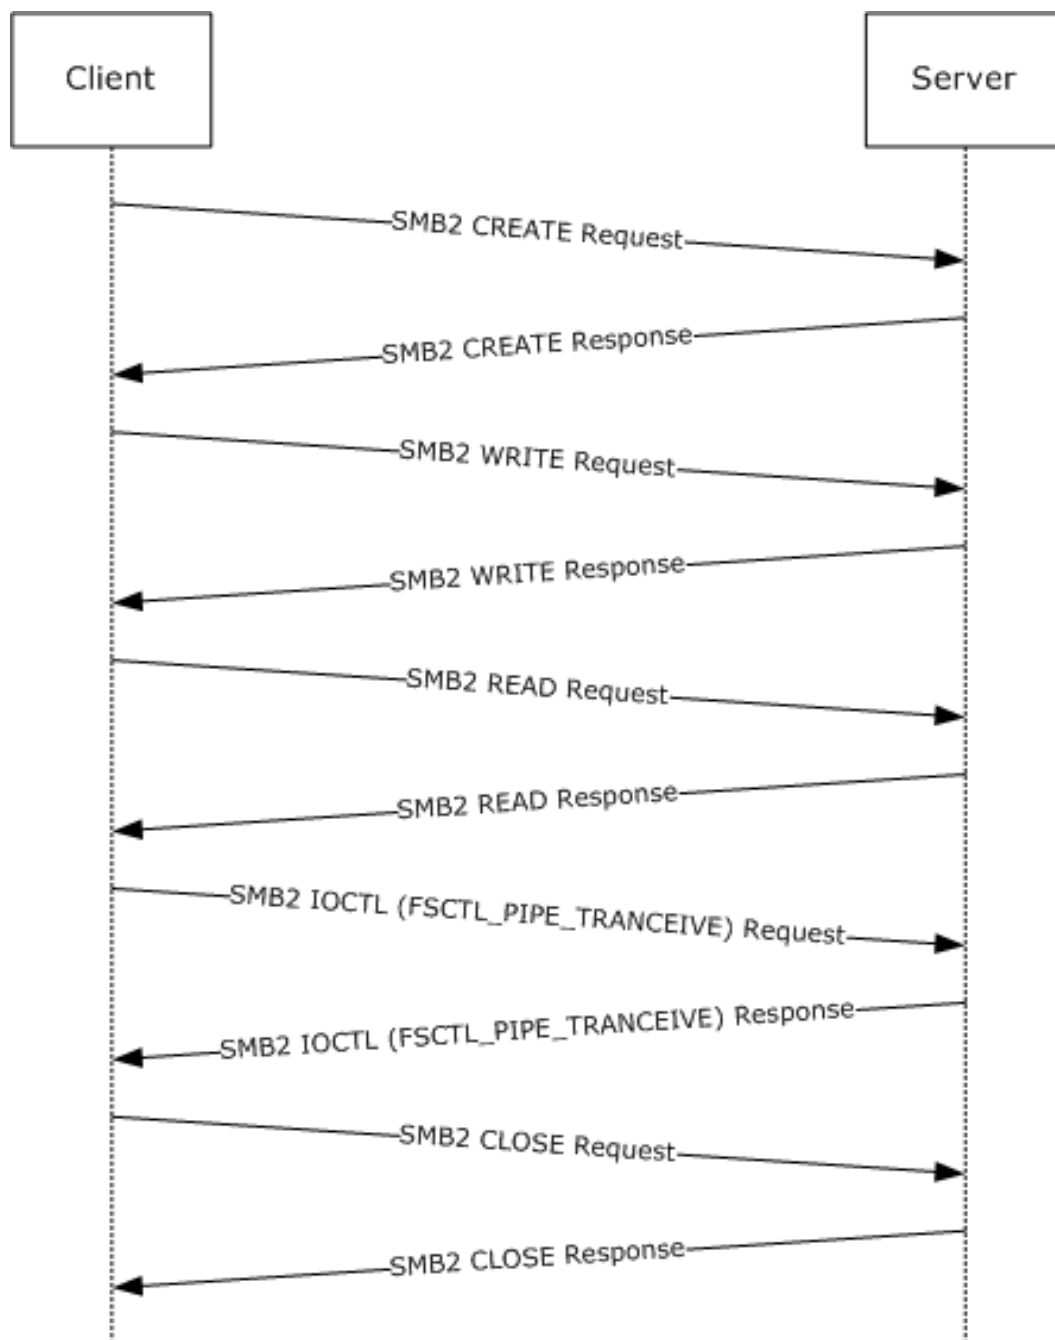 Client
Server
SMB2 CREATE Request
SMB2 CREATE Response
SMB2 WRITE Request
SMB2 WRITE Response
SMB2 READ Request
SMB2 READ Response
SMB2 IOCTL (FSCTL_PIPE_TRANCEIVE) Request
SMB2 IOCTL (FSCTL_PIPE_TRANCEIVE) Response
SMB2 CLOSE Request
SMB2 CLOSE Response